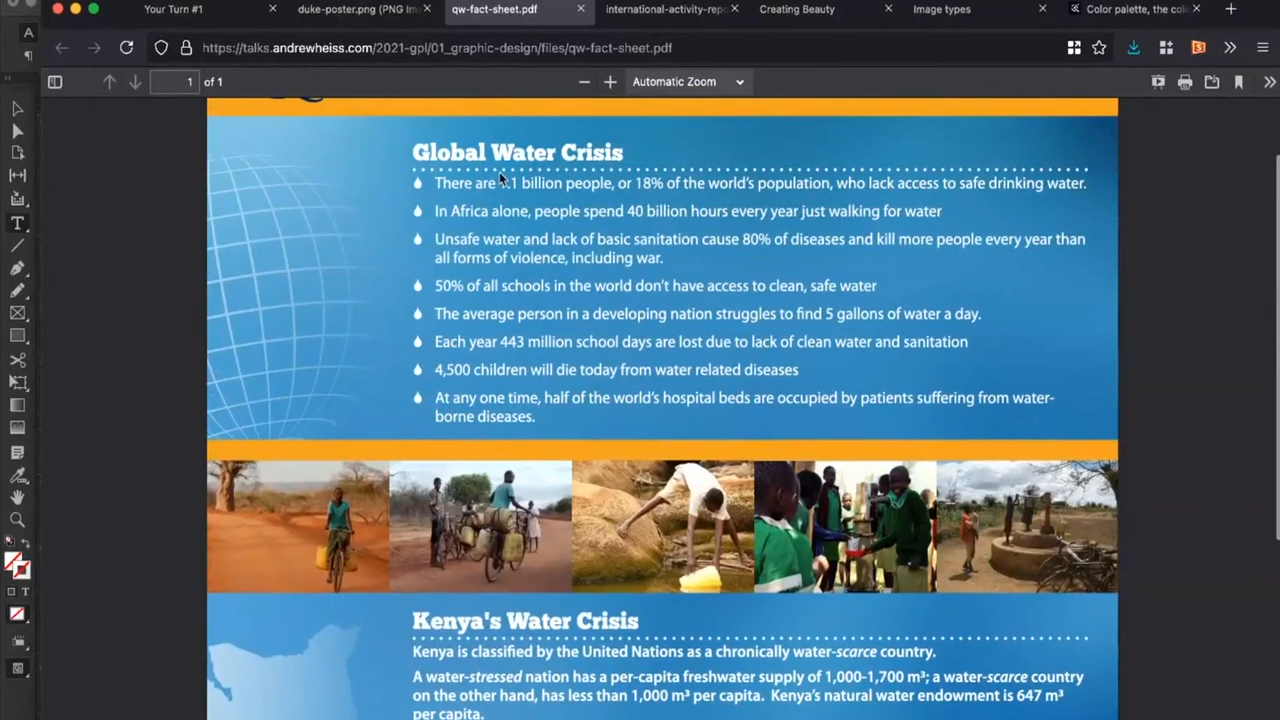 Your Turn #1
duke-poster.png (PNG Im
qw-fact-sheet.pdf
international-activity-repo
Creating Beauty
Image types
Color palette, the col
https://talks.andrewheiss.com/2021-gpl/01_graphic-design/files/qw-fact-sheet.pdf
1 of 1
Automatic Zoom
Global Water Crisis
There are .1 billion people, or 18% of the world's population, who lack access to safe drinking water.
In Africa alone, people spend 40 billion hours every year just walking for water
Unsafe water and lack of basic sanitation cause 80% of diseases and kill more people every year than
all forms of violence, including war.
50% of all schools in the world don't have access to clean, safe water
The average person in a developing nation struggles to find 5 gallons of water a day.
Each year 443 million school days are lost due to lack of clean water and sanitation
4,500 children will die today from water related diseases
At any one time, half of the world's hospital beds are occupied by patients suffering from water-
borne diseases.
Kenya's Water Crisis
Kenya is classified by the United Nations as a chronically water-scarce country.
A water-stressed nation has a per-capita freshwater supply of 1,000-1,700 m³; a water-scarce country
on the other hand, has less than 1,000 m³ per capita. Kenya's natural water endowment is 647 m³
per capita.